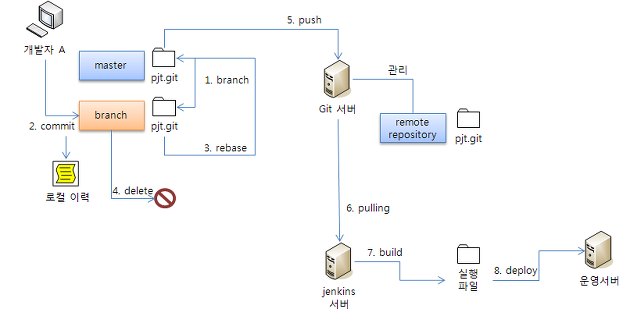 5. push
개발자 A
master
pjt.git
1. branch
관리
Git 서버
branch
pjt.git
2. commit
3. rebase
remote
repository
pjt.git
로컬 이력
4. delete
6. pulling
7. build
8. deploy
jenkins
서버
실행
파일
운영서버